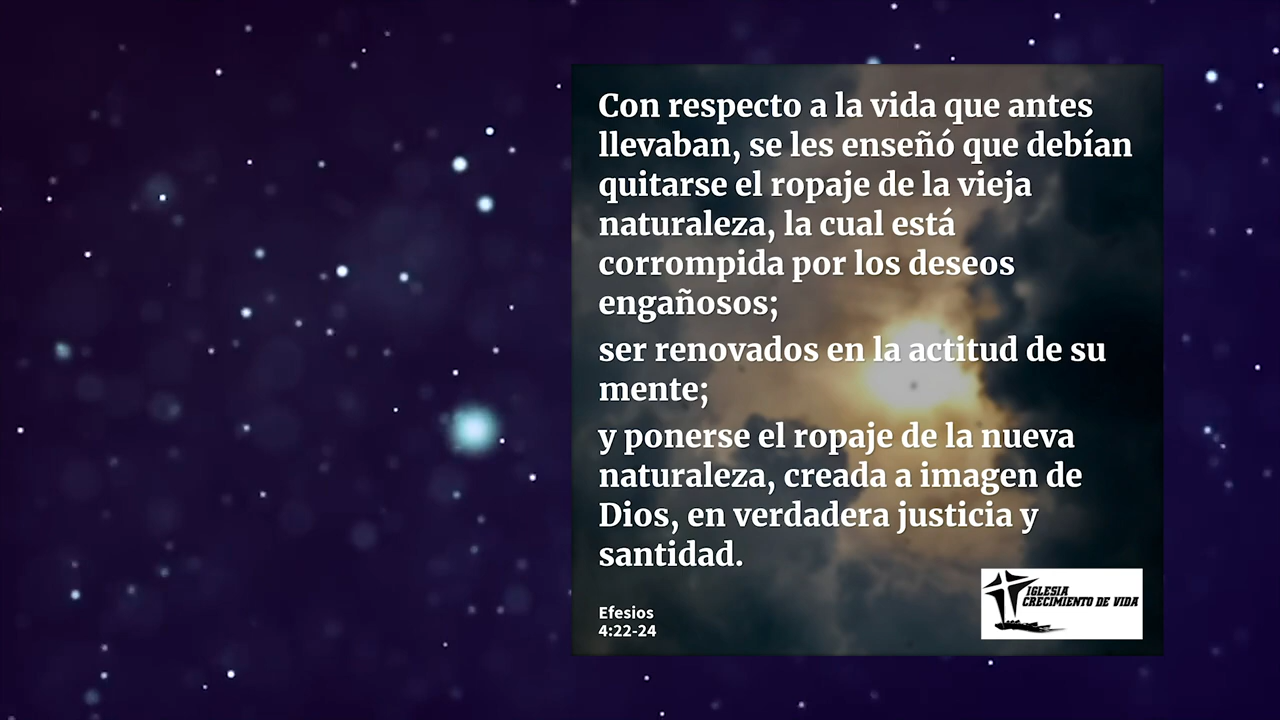 Con respecto a la vida que antes
llevaban, se les enseñó que debían
quitarse el ropaje de la vieja
naturaleza, la cual está
corrompida por los deseos
engañosos;
ser renovados en la actitud de su
mente;
y ponerse el ropaje de la nueva
naturaleza, creada a imagen de
Dios, en verdadera justicia y
santidad.
Efesios
4:22-24
IGLESIA
CRECIMIENTO DE VIDA